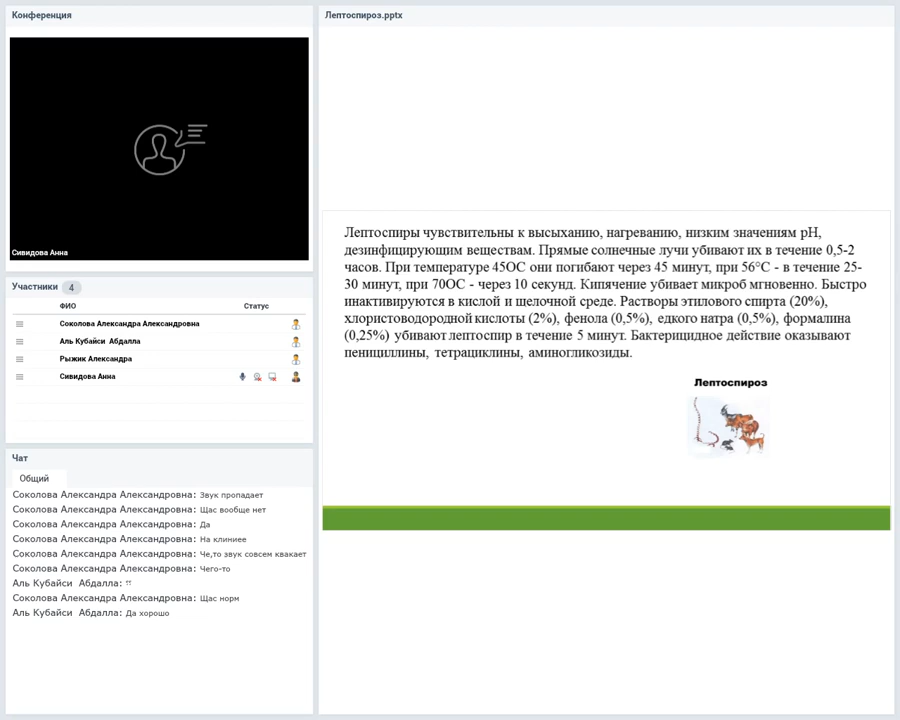 Конференция
Сивидова Анна
Участники 4
ФИО Статус
Соколова Александра Александровна
Аль Кубайси Абдалла
Рыжик Александра
Сивидова Анна
Чат
Общий
Соколова Александра Александровна: Звук пропадает
Соколова Александра Александровна: Щас вообще нет
Соколова Александра Александровна: Да
Соколова Александра Александровна: На клиниее
Соколова Александра Александровна: Че,то звук совсем квакает
Соколова Александра Александровна: Чего-то
Аль Кубайси Абдалла:
Соколова Александра Александровна: Щас норм
Аль Кубайси Абдалла: Да хорошо
Лептоспироз.pptx
Лептоспиры чувствительны к высыханию, нагреванию, низким значениям pH,
дезинфицирующим веществам. Прямые солнечные лучи убивают их в течение 0,5-2
часов. При температуре 45ОС они погибают через 45 минут, при 56°С - в течение 25-
30 минут, при 70ОС - через 10 секунд. Кипячение убивает микроб мгновенно. Быстро
инактивируются в кислой и щелочной среде. Растворы этилового спирта (20%),
хлористоводородной кислоты (2%), фенола (0,5%), едкого натра (0,5%), формалина
(0,25%) убивают лептоспир в течение 5 минут. Бактерицидное действие оказывают
пенициллины, тетрациклины, аминогликозиды.
Лептоспироз